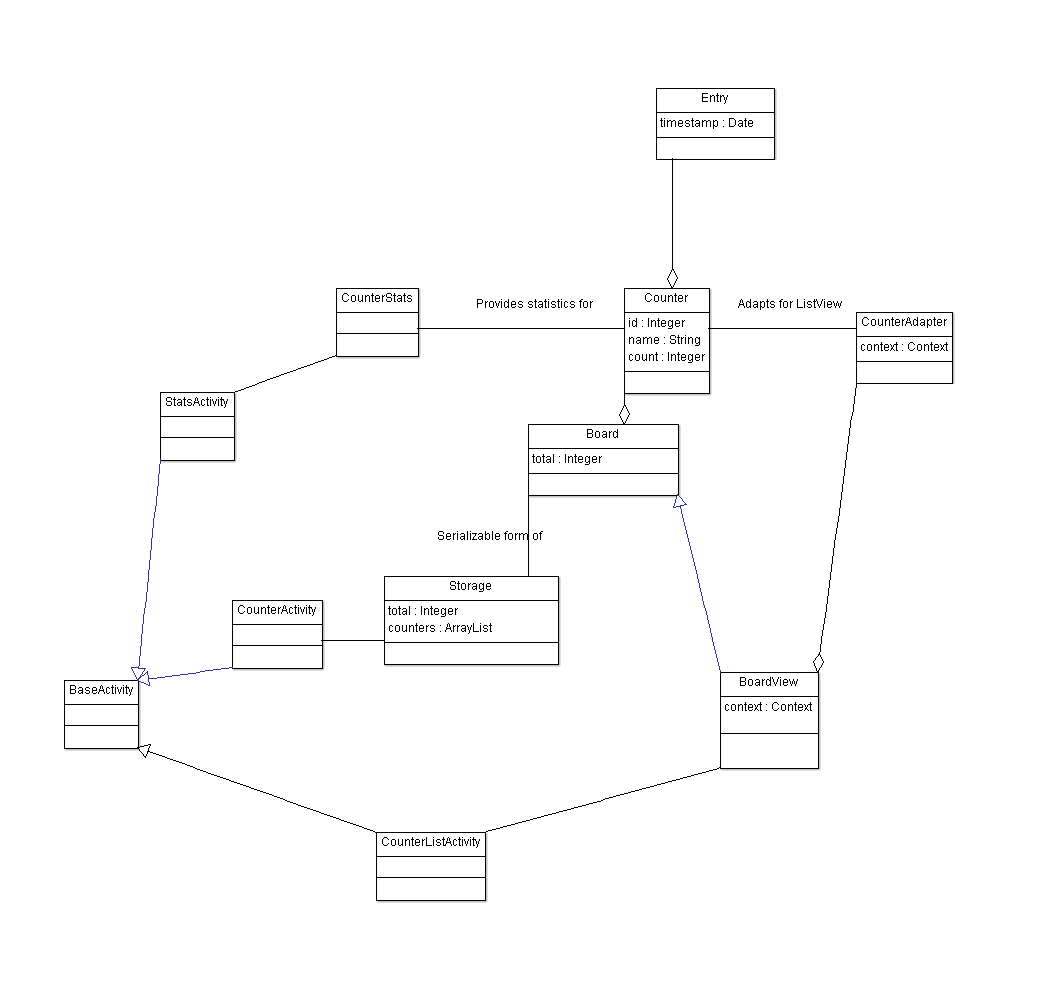 Entry
timestamp : Date
CounterStats
Provides statistics for
Counter
id : Integer
name : String
count : Integer
Adapts for ListView
CounterAdapter
context : Context
StatsActivity
Board
total : Integer
Serializable form of
Storage
total : Integer
counters : ArrayList
CounterActivity
BaseActivity
BoardView
context : Context
CounterListActivity